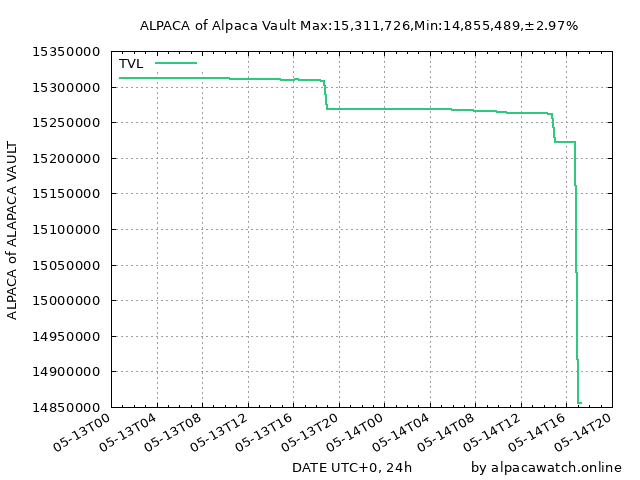 ALPACA of Alpaca Vault Max:15,311,726,Min:14,855,489,±2.97%
TVL
15350000
15300000
15250000
15200000
15150000
15100000
15050000
15000000
14950000
14900000
14850000
ALPACA of ALAPACA VAULT
05-13T00
05-13T04
05-13T08
05-13T12
05-13T16
05-13T20
05-14T00
05-14T04
05-14T08
05-14T12
05-14T16
05-14T20
DATE UTC+0, 24h
by alpacawatch.online